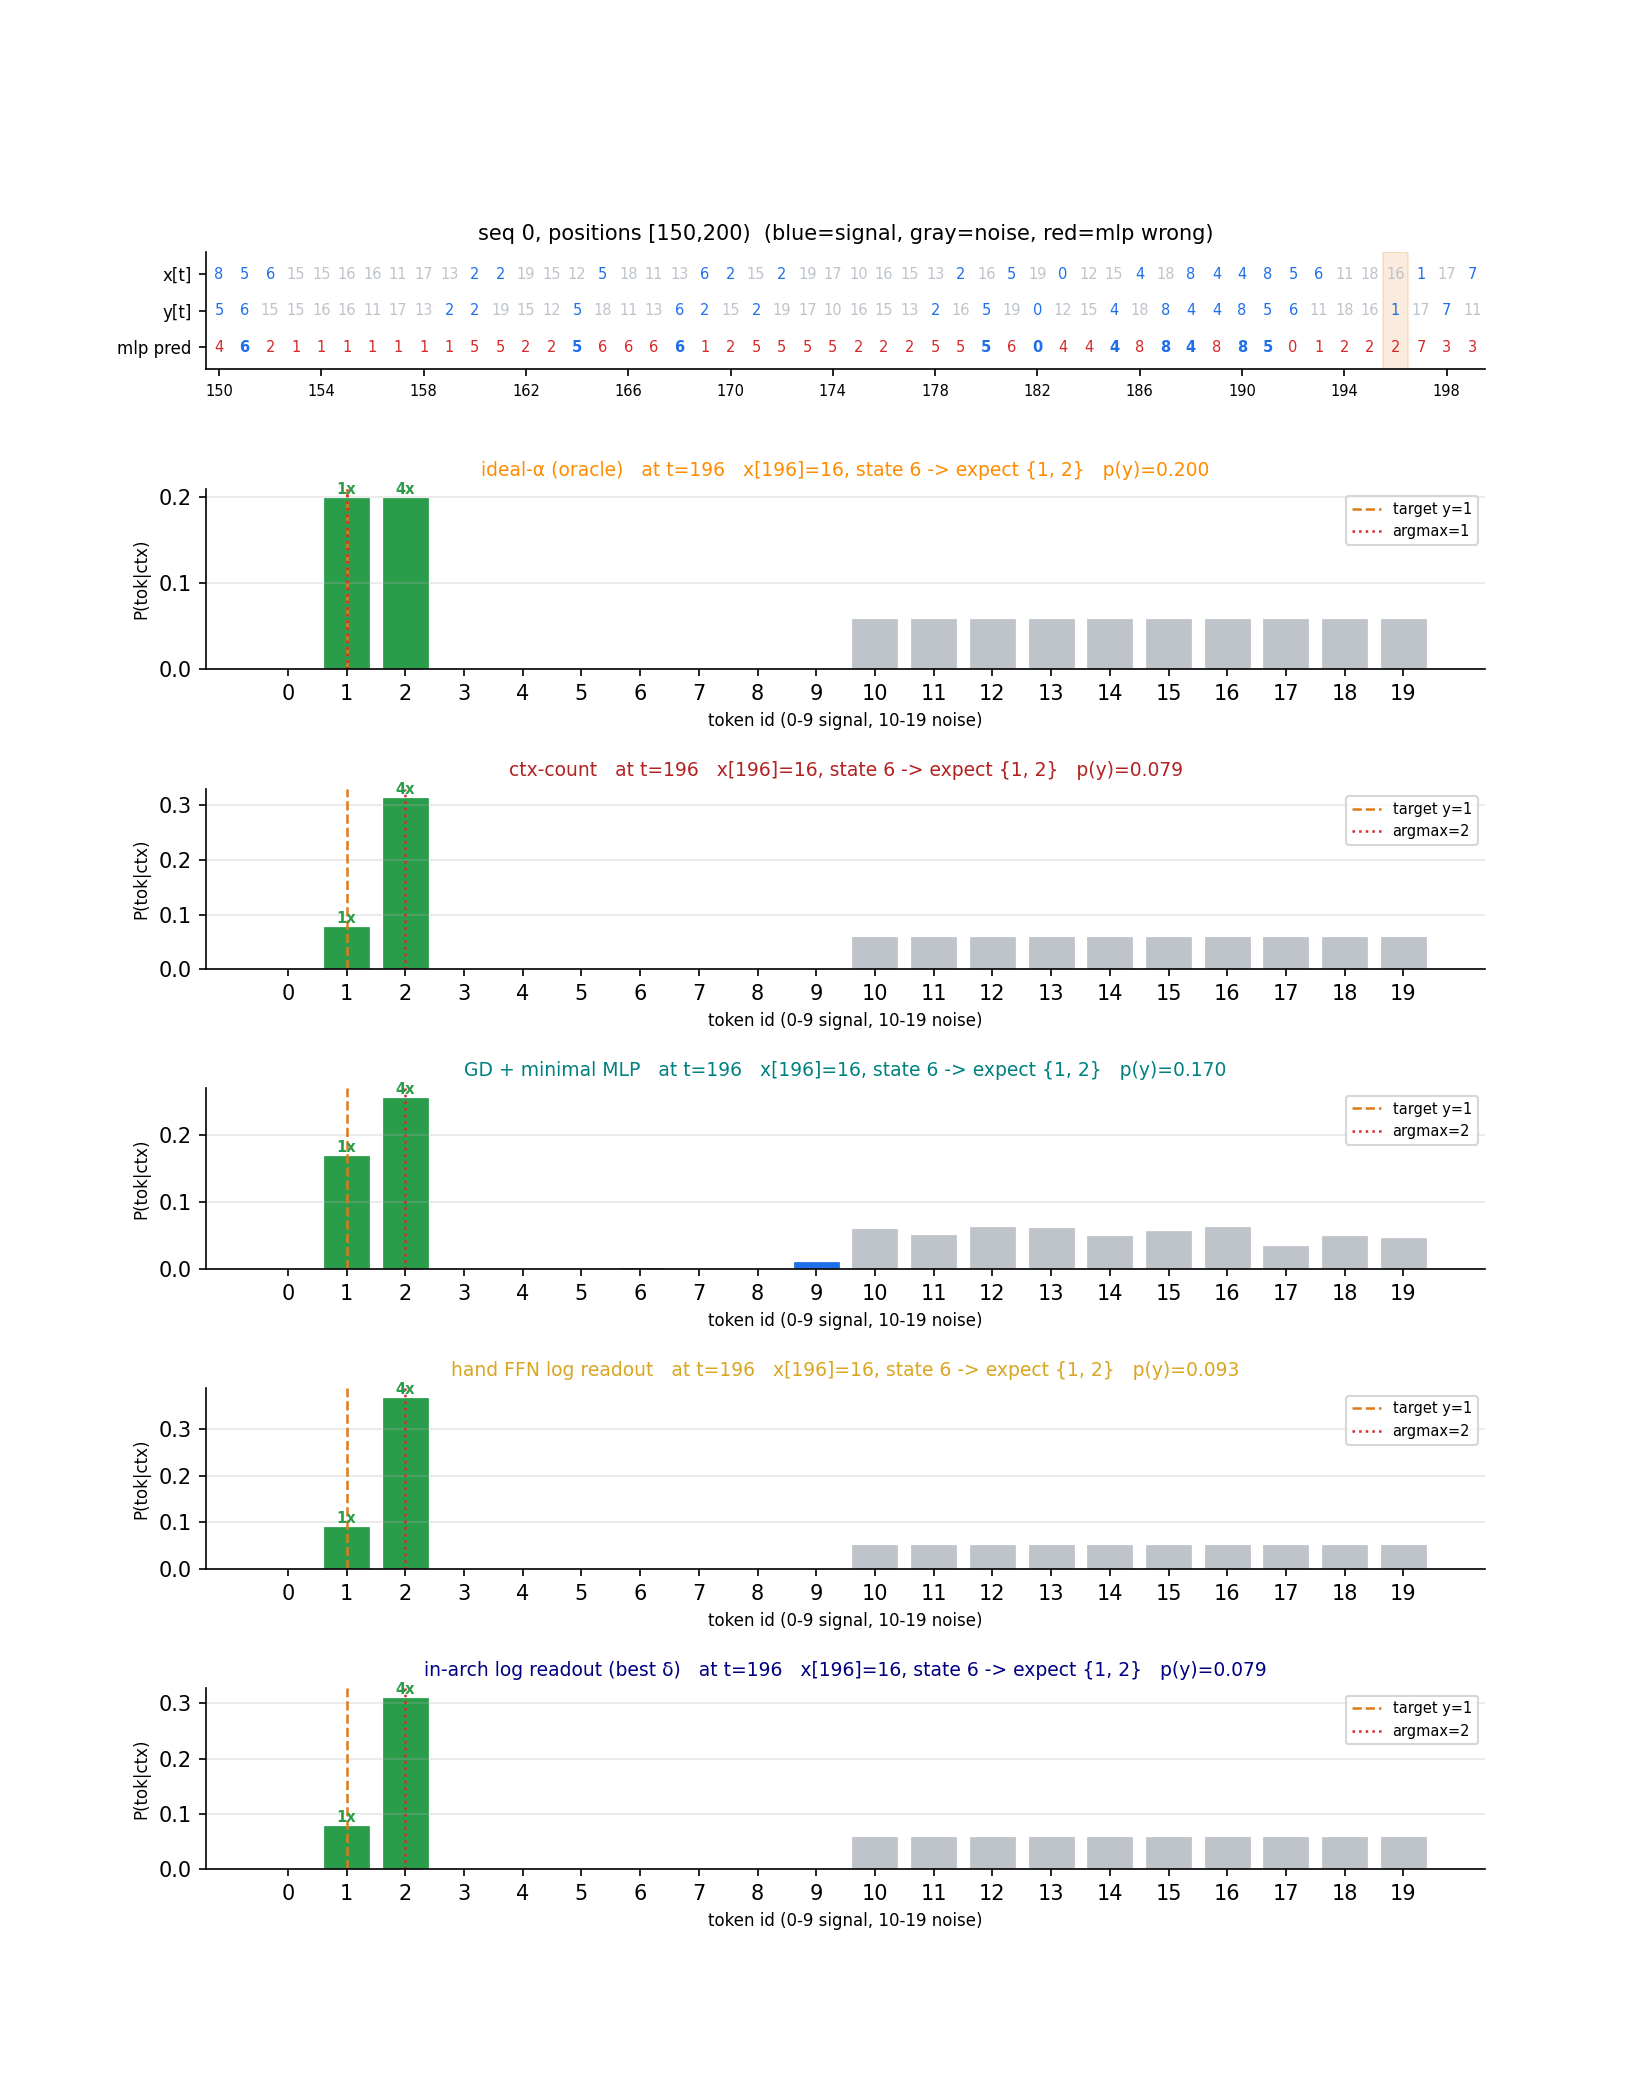 seq 0, positions [150,200)  (blue=signal, gray=noise, red=mlp wrong)
x[t] 8 5 6 15 15 16 16 11 17 13 2 2 19 15 12 5 18 11 13 6 2 15 2 19 17 10 16 15 13 2 16 5 19 0 12 15 4 18 8 4 4 8 5 6 11 18 16 1 17 7
y[t] 5 6 15 15 16 16 11 17 13 2 2 19 15 12 5 18 11 13 6 2 15 2 19 17 10 16 15 13 2 16 5 19 0 12 15 4 18 8 4 4 8 5 6 11 18 16 1 17 7 11
mlp pred 4 6 2 1 1 1 1 1 1 1 5 5 2 2 5 6 6 6 6 1 2 5 5 5 5 2 2 2 5 5 5 6 0 4 4 4 8 8 4 8 8 5 0 1 2 2 2 7 3 3
150 154 158 162 166 170 174 178 182 186 190 194 198
ideal-α (oracle)   at t=196   x[196]=16, state 6 -> expect {1, 2}   p(y)=0.200
1x 4x
target y=1
argmax=1
P(tok|ctx)
0.2
0.1
0.0
0 1 2 3 4 5 6 7 8 9 10 11 12 13 14 15 16 17 18 19
token id (0-9 signal, 10-19 noise)
ctx-count   at t=196   x[196]=16, state 6 -> expect {1, 2}   p(y)=0.079
4x
1x
target y=1
argmax=2
P(tok|ctx)
0.3
0.2
0.1
0.0
0 1 2 3 4 5 6 7 8 9 10 11 12 13 14 15 16 17 18 19
token id (0-9 signal, 10-19 noise)
GD + minimal MLP   at t=196   x[196]=16, state 6 -> expect {1, 2}   p(y)=0.170
4x
1x
target y=1
argmax=2
P(tok|ctx)
0.2
0.1
0.0
0 1 2 3 4 5 6 7 8 9 10 11 12 13 14 15 16 17 18 19
token id (0-9 signal, 10-19 noise)
hand FFN log readout   at t=196   x[196]=16, state 6 -> expect {1, 2}   p(y)=0.093
4x
1x
target y=1
argmax=2
P(tok|ctx)
0.3
0.2
0.1
0.0
0 1 2 3 4 5 6 7 8 9 10 11 12 13 14 15 16 17 18 19
token id (0-9 signal, 10-19 noise)
in-arch log readout (best δ)   at t=196   x[196]=16, state 6 -> expect {1, 2}   p(y)=0.079
4x
1x
target y=1
argmax=2
P(tok|ctx)
0.3
0.2
0.1
0.0
0 1 2 3 4 5 6 7 8 9 10 11 12 13 14 15 16 17 18 19
token id (0-9 signal, 10-19 noise)